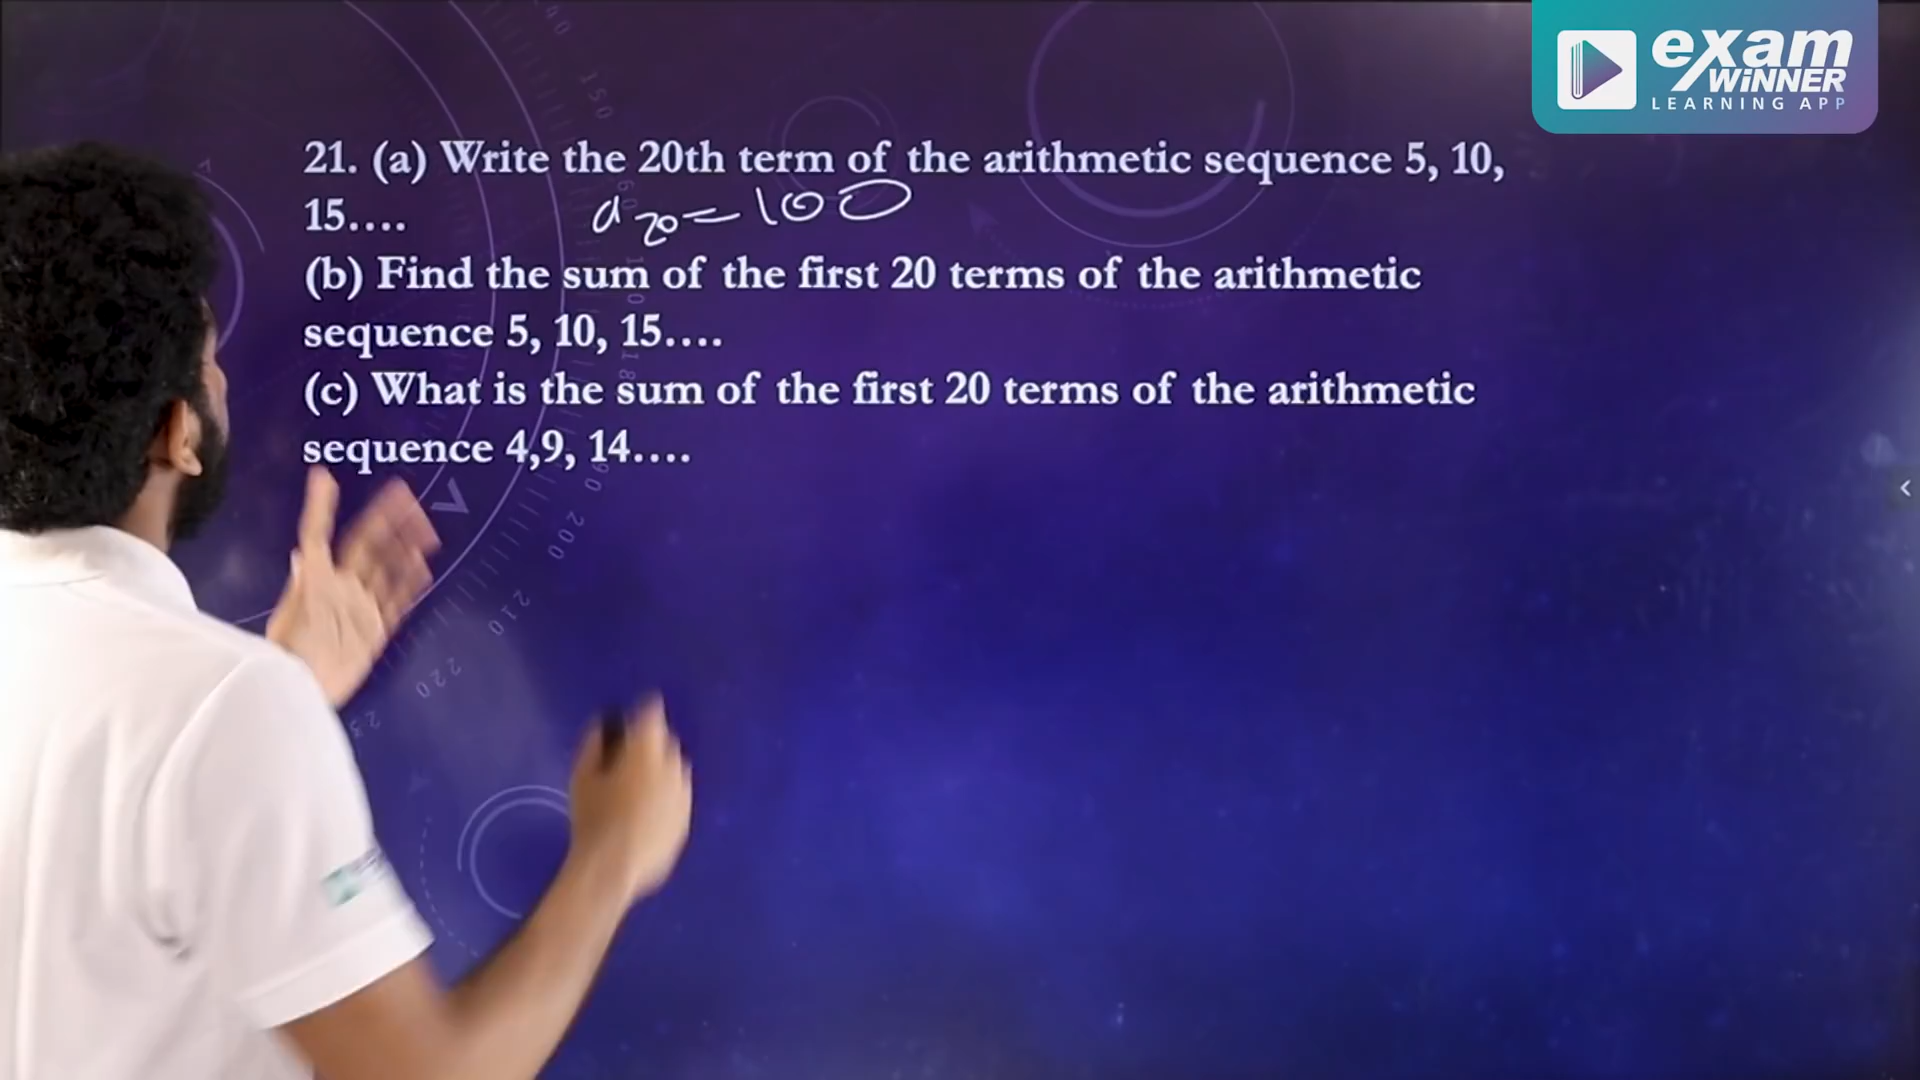 exam
WiNNER
LEARNING APP
21. (a) Write the 20th term of the arithmetic sequence 5, 10,
15....
a20 = 100
(b) Find the sum of the first 20 terms of the arithmetic
sequence 5, 10, 15....
(c) What is the sum of the first 20 terms of the arithmetic
sequence 4,9, 14....